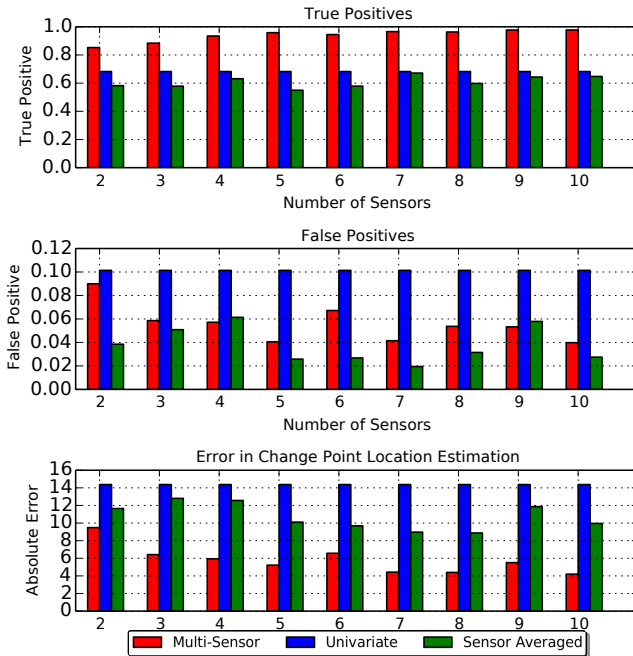 True Positives
1.0
0.8
0.6
0.4
0.2
0.0
True Positive
2 3 4 5 6 7 8 9 10
Number of Sensors
False Positives
0.12
0.10
0.08
0.06
0.04
0.02
0.00
False Positive
2 3 4 5 6 7 8 9 10
Number of Sensors
Error in Change Point Location Estimation
16
14
12
10
8
6
4
2
0
Absolute Error
2 3 4 5 6 7 8 9 10
Multi-Sensor Univariate Sensor Averaged